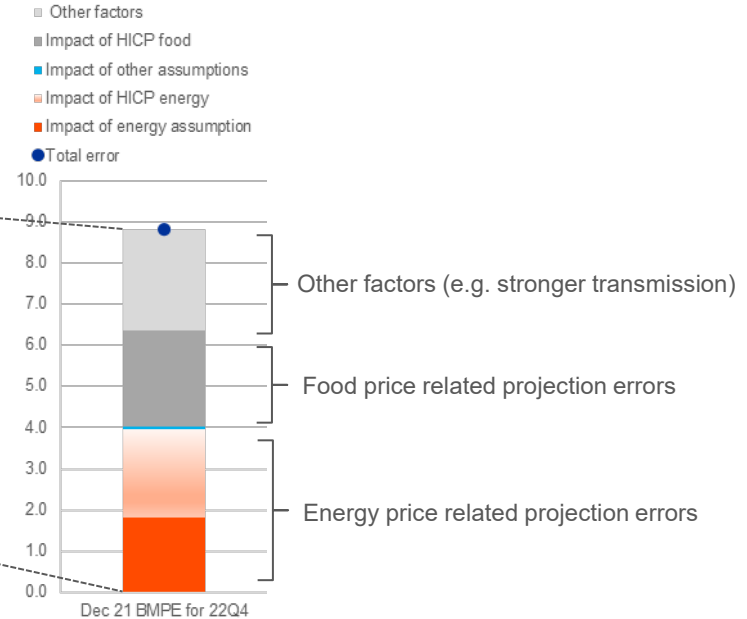 Other factors
Impact of HICP food
Impact of other assumptions
Impact of HICP energy
Impact of energy assumption
Total error
10.0
9.0
8.0
7.0
6.0
5.0
4.0
3.0
2.0
1.0
0.0
Other factors (e.g. stronger transmission)
Food price related projection errors
Energy price related projection errors
Dec 21 BMPE for 22Q4